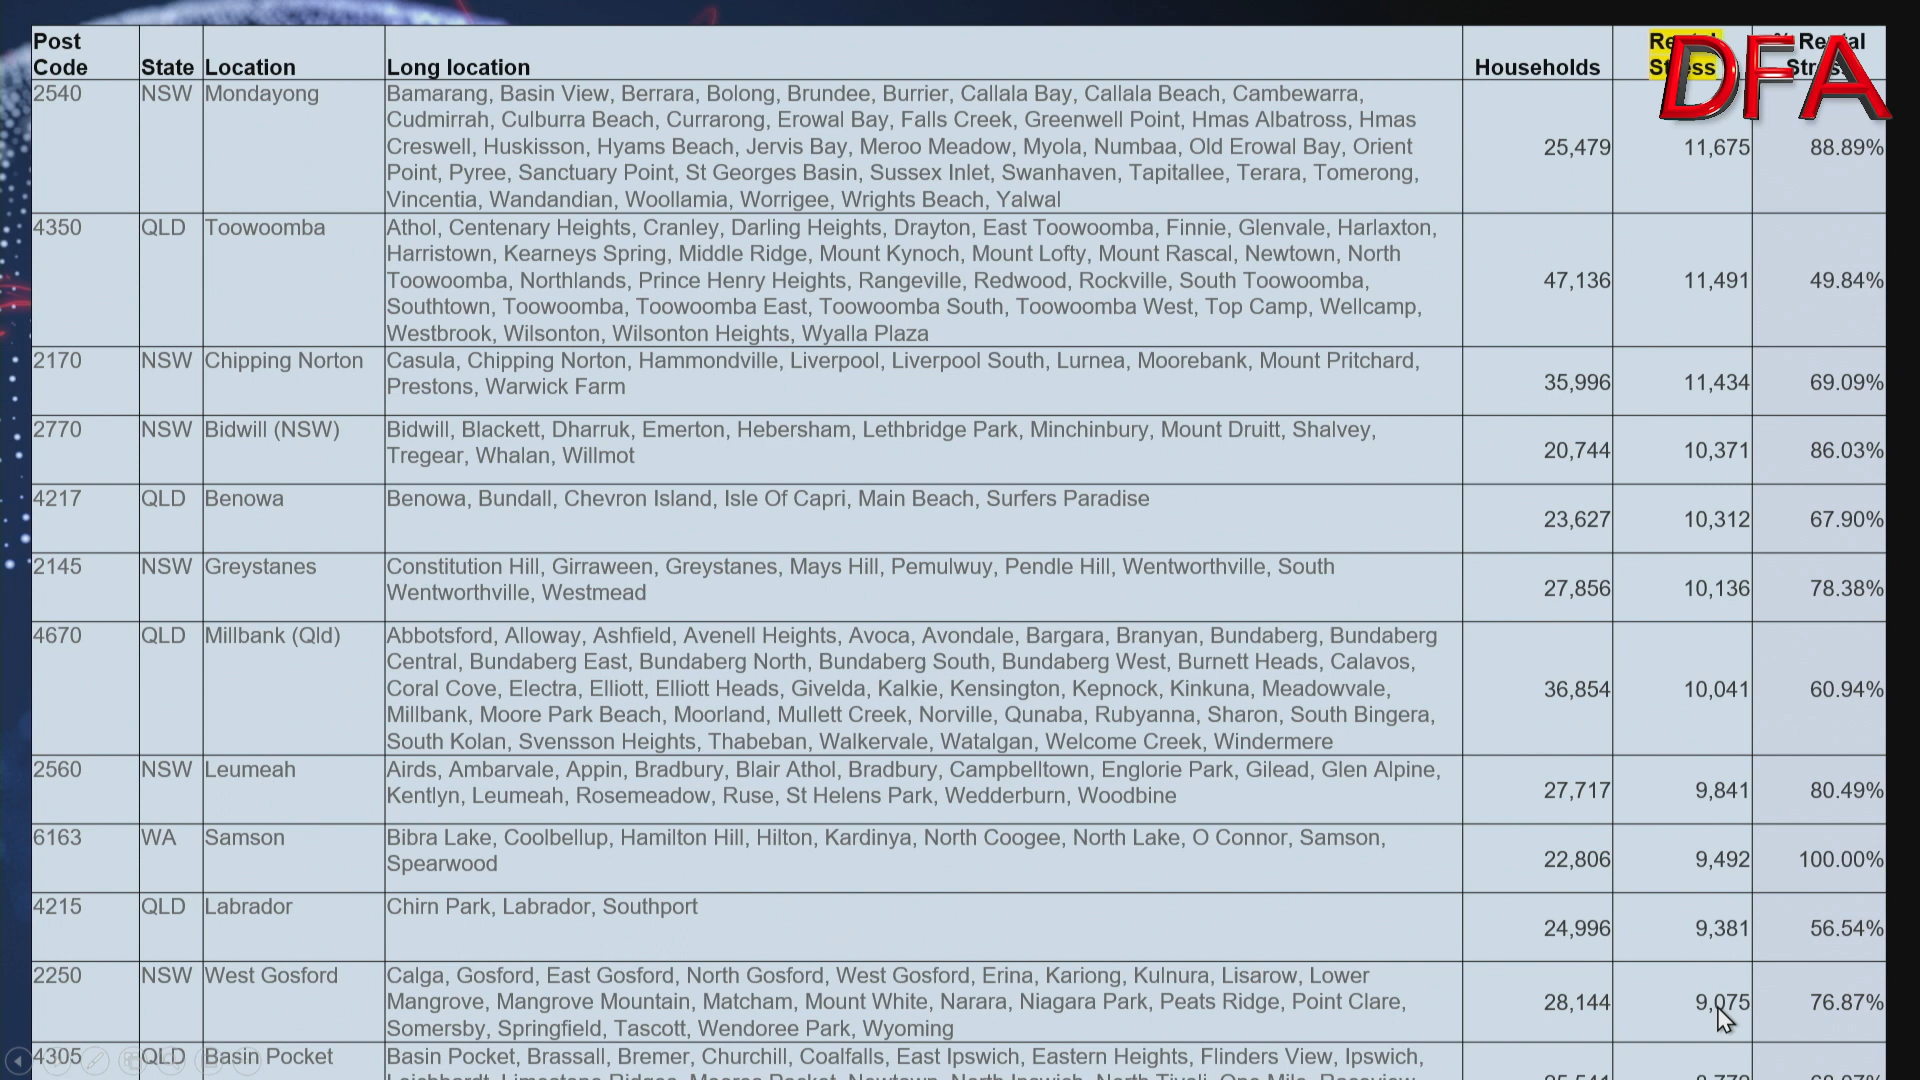 Post Code State Location Long location Households Rental Stress % Rental Stress
DFA
2540 NSW Mondayong Bamarang, Basin View, Berrara, Bolong, Brundee, Burrier, Callala Bay, Callala Beach, Cambewarra,
Cudmirrah, Culburra Beach, Currarong, Erowal Bay, Falls Creek, Greenwell Point, Hmas Albatross, Hmas
Creswell, Huskisson, Hyams Beach, Jervis Bay, Meroo Meadow, Myola, Numbaa, Old Erowal Bay, Orient 25,479 11,675 88.89%
Point, Pyree, Sanctuary Point, St Georges Basin, Sussex Inlet, Swanhaven, Tapitallee, Terara, Tomerong,
Vincentia, Wandandian, Woollamia, Worrigee, Wrights Beach, Yalwal
4350 QLD Toowoomba Athol, Centenary Heights, Cranley, Darling Heights, Drayton, East Toowoomba, Finnie, Glenvale, Harlaxton,
Harristown, Kearneys Spring, Middle Ridge, Mount Kynoch, Mount Lofty, Mount Rascal, Newtown, North
Toowoomba, Northlands, Prince Henry Heights, Rangeville, Redwood, Rockville, South Toowoomba, 47,136 11,491 49.84%
Southtown, Toowoomba, Toowoomba East, Toowoomba South, Toowoomba West, Top Camp, Wellcamp,
Westbrook, Wilsonton, Wilsonton Heights, Wyalla Plaza
2170 NSW Chipping Norton Casula, Chipping Norton, Hammondville, Liverpool, Liverpool South, Lurnea, Moorebank, Mount Pritchard,
Prestons, Warwick Farm 35,996 11,434 69.09%
2770 NSW Bidwill (NSW) Bidwill, Blackett, Dharruk, Emerton, Hebersham, Lethbridge Park, Minchinbury, Mount Druitt, Shalvey,
Tregear, Whalan, Willmot 20,744 10,371 86.03%
4217 QLD Benowa Benowa, Bundall, Chevron Island, Isle Of Capri, Main Beach, Surfers Paradise
23,627 10,312 67.90%
2145 NSW Greystanes Constitution Hill, Girraween, Greystanes, Mays Hill, Pemulwuy, Pendle Hill, Wentworthville, South
Wentworthville, Westmead 27,856 10,136 78.38%
4670 QLD Millbank (Qld) Abbotsford, Alloway, Ashfield, Avenell Heights, Avoca, Avondale, Bargara, Branyan, Bundaberg, Bundaberg
Central, Bundaberg East, Bundaberg North, Bundaberg South, Bundaberg West, Burnett Heads, Calavos,
Coral Cove, Electra, Elliott, Elliott Heads, Givelda, Kalkie, Kensington, Kepnock, Kinkuna, Meadowvale, 36,854 10,041 60.94%
Millbank, Moore Park Beach, Moorland, Mullett Creek, Norville, Qunaba, Rubyanna, Sharon, South Bingera,
South Kolan, Svensson Heights, Thabeban, Walkervale, Watalgan, Welcome Creek, Windermere
2560 NSW Leumeah Airds, Ambarvale, Appin, Bradbury, Blair Athol, Bradbury, Campbelltown, Englorie Park, Gilead, Glen Alpine,
Kentlyn, Leumeah, Rosemeadow, Ruse, St Helens Park, Wedderburn, Woodbine 27,717 9,841 80.49%
6163 WA Samson Bibra Lake, Coolbellup, Hamilton Hill, Hilton, Kardinya, North Coogee, North Lake, O Connor, Samson,
Spearwood 22,806 9,492 100.00%
4215 QLD Labrador Chirn Park, Labrador, Southport
24,996 9,381 56.54%
2250 NSW West Gosford Calga, Gosford, East Gosford, North Gosford, West Gosford, Erina, Kariong, Kulnura, Lisarow, Lower
Mangrove, Mangrove Mountain, Matcham, Mount White, Narara, Niagara Park, Peats Ridge, Point Clare, 28,144 9,075 76.87%
Somersby, Springfield, Tascott, Wendoree Park, Wyoming
4305 QLD Basin Pocket Basin Pocket, Brassall, Bremer, Churchill, Coalfalls, East Ipswich, Eastern Heights, Flinders View, Ipswich,